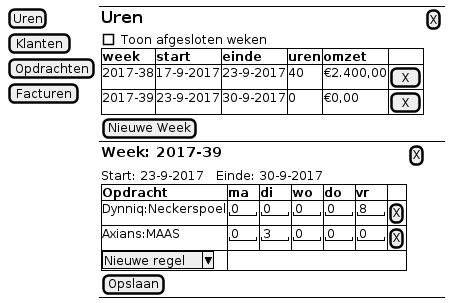 Uren
Klanten
Opdrachten
Facturen
Uren X
Toon afgesloten weken
week start einde uren omzet
2017-38 17-9-2017 23-9-2017 40 €2.400,00 X
2017-39 23-9-2017 30-9-2017 0 €0,00 X
Nieuwe Week
Week: 2017-39 X
Start: 23-9-2017 Einde: 30-9-2017
Opdracht ma di wo do vr
Dynniq:Neckerspoel 0 0 0 0 8 X
Axians:MAAS 0 3 0 0 0 X
Nieuwe regel
Opslaan